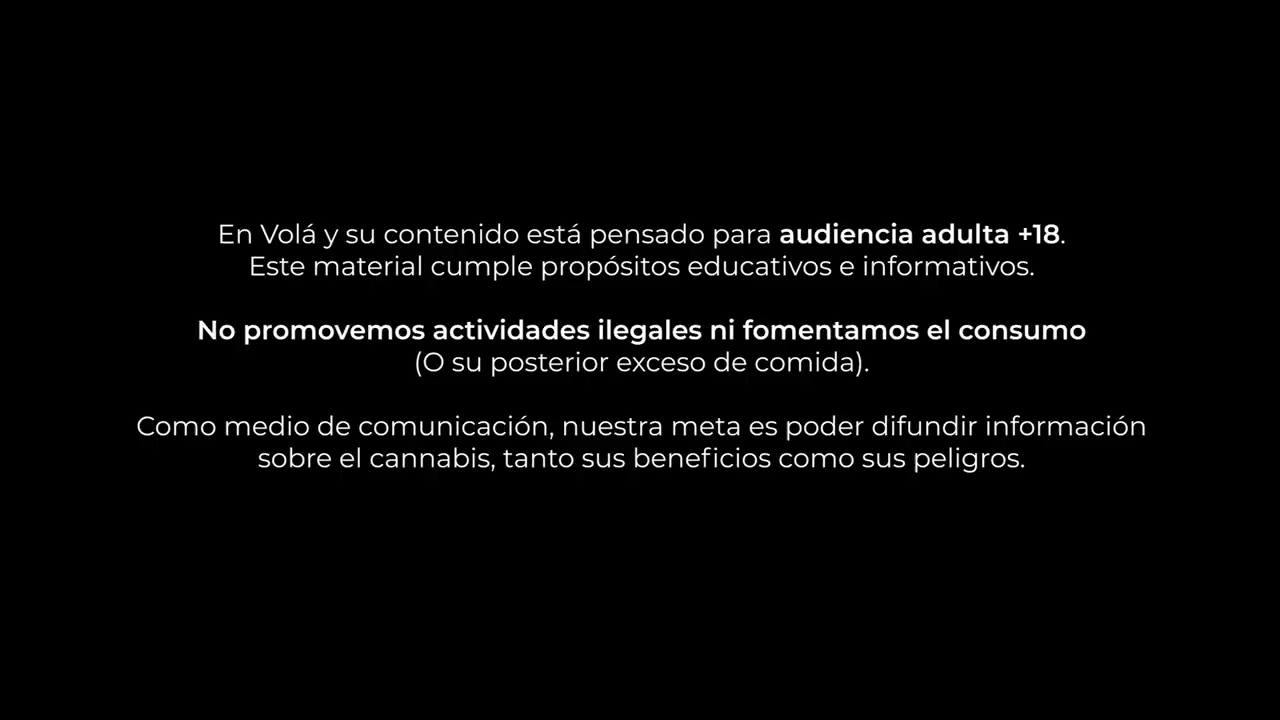 En Volá y su contenido está pensado para audiencia adulta +18.
Este material cumple propósitos educativos e informativos.
No promovemos actividades ilegales ni fomentamos el consumo
(O su posterior exceso de comida).
Como medio de comunicación, nuestra meta es poder difundir información
sobre el cannabis, tanto sus beneficios como sus peligros.